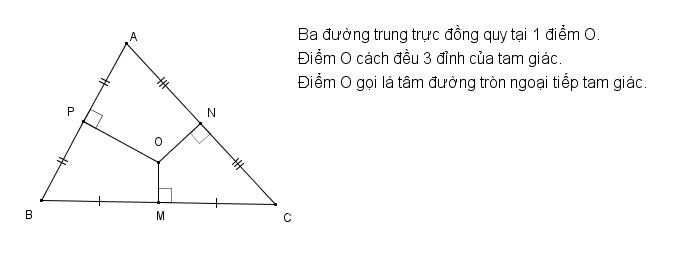 Ba đường trung trực đồng quy tại 1 điểm O.
Điểm O cách đều 3 đỉnh của tam giác.
Điểm O gọi là tâm đường tròn ngoại tiếp tam giác.
A
P
N
O
B
M
C